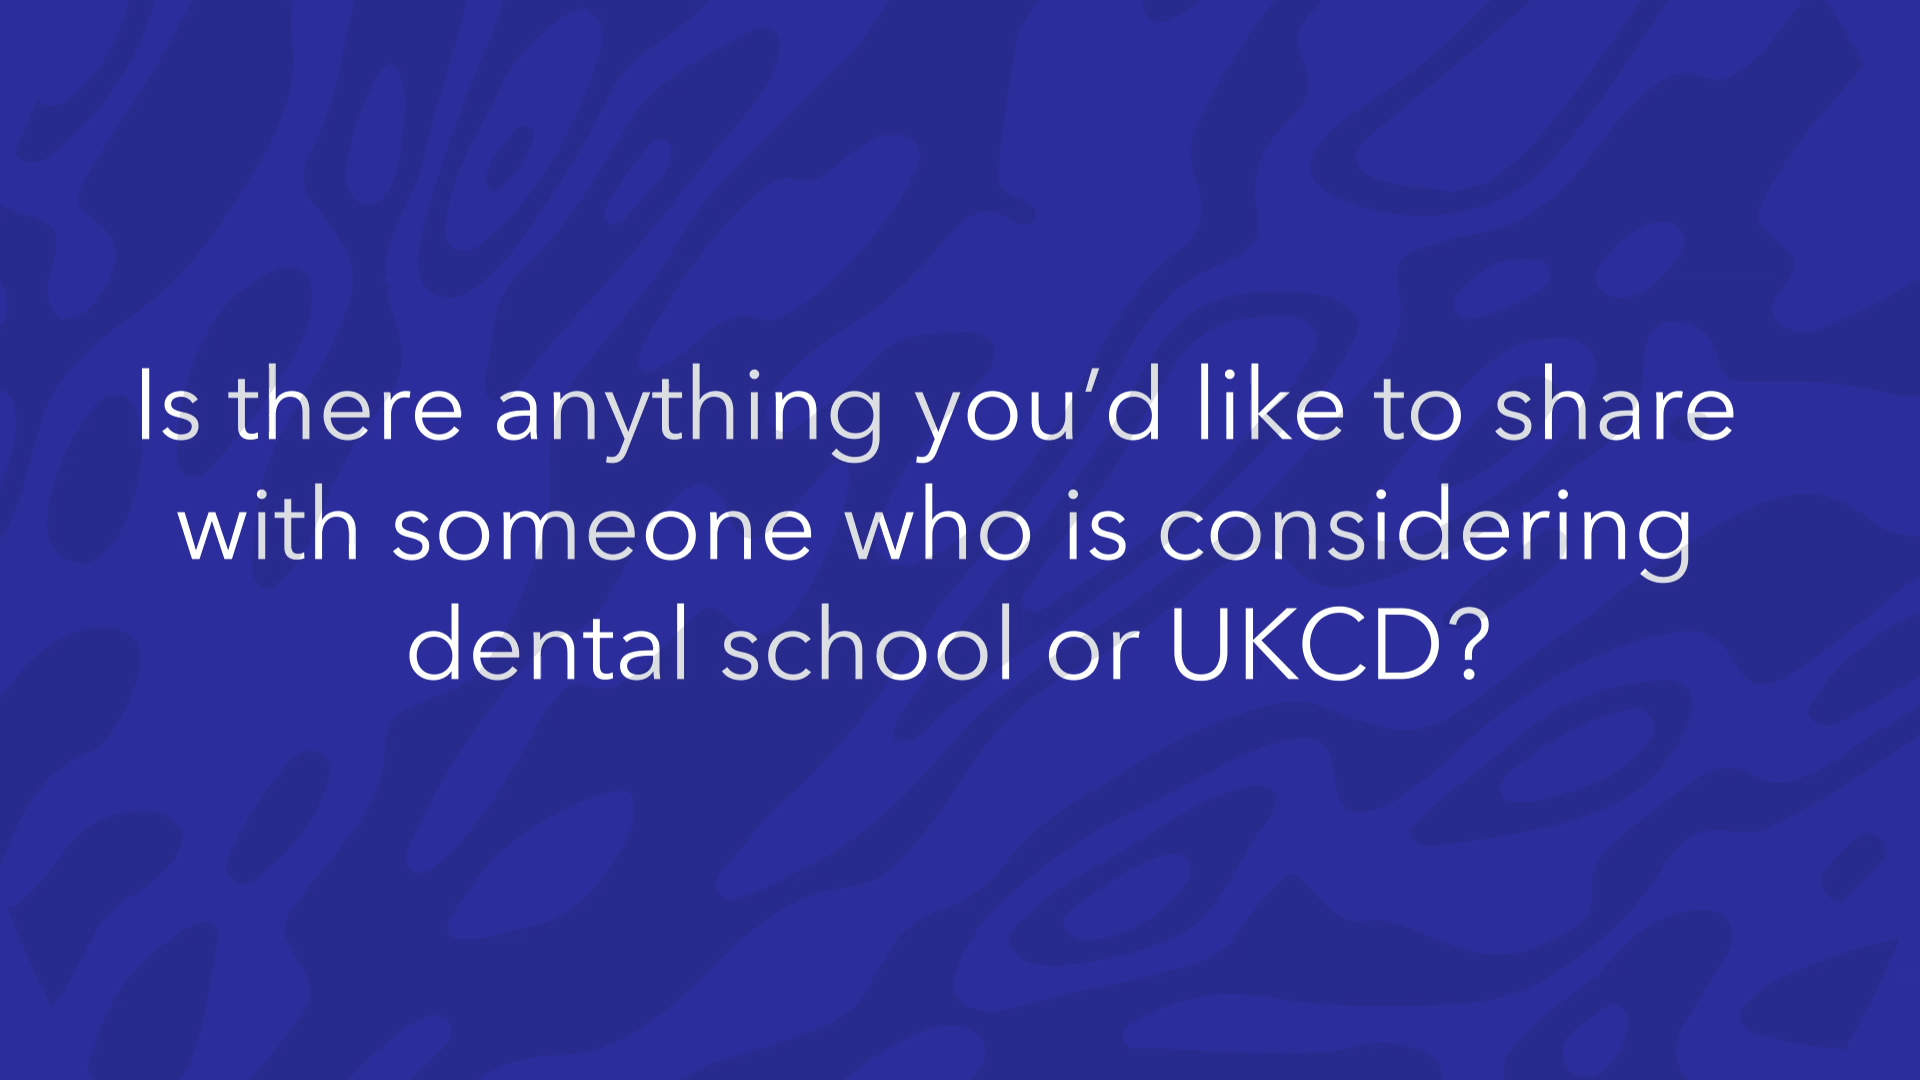 Is there anything you’d like to share
with someone who is considering
dental school or UKCD?